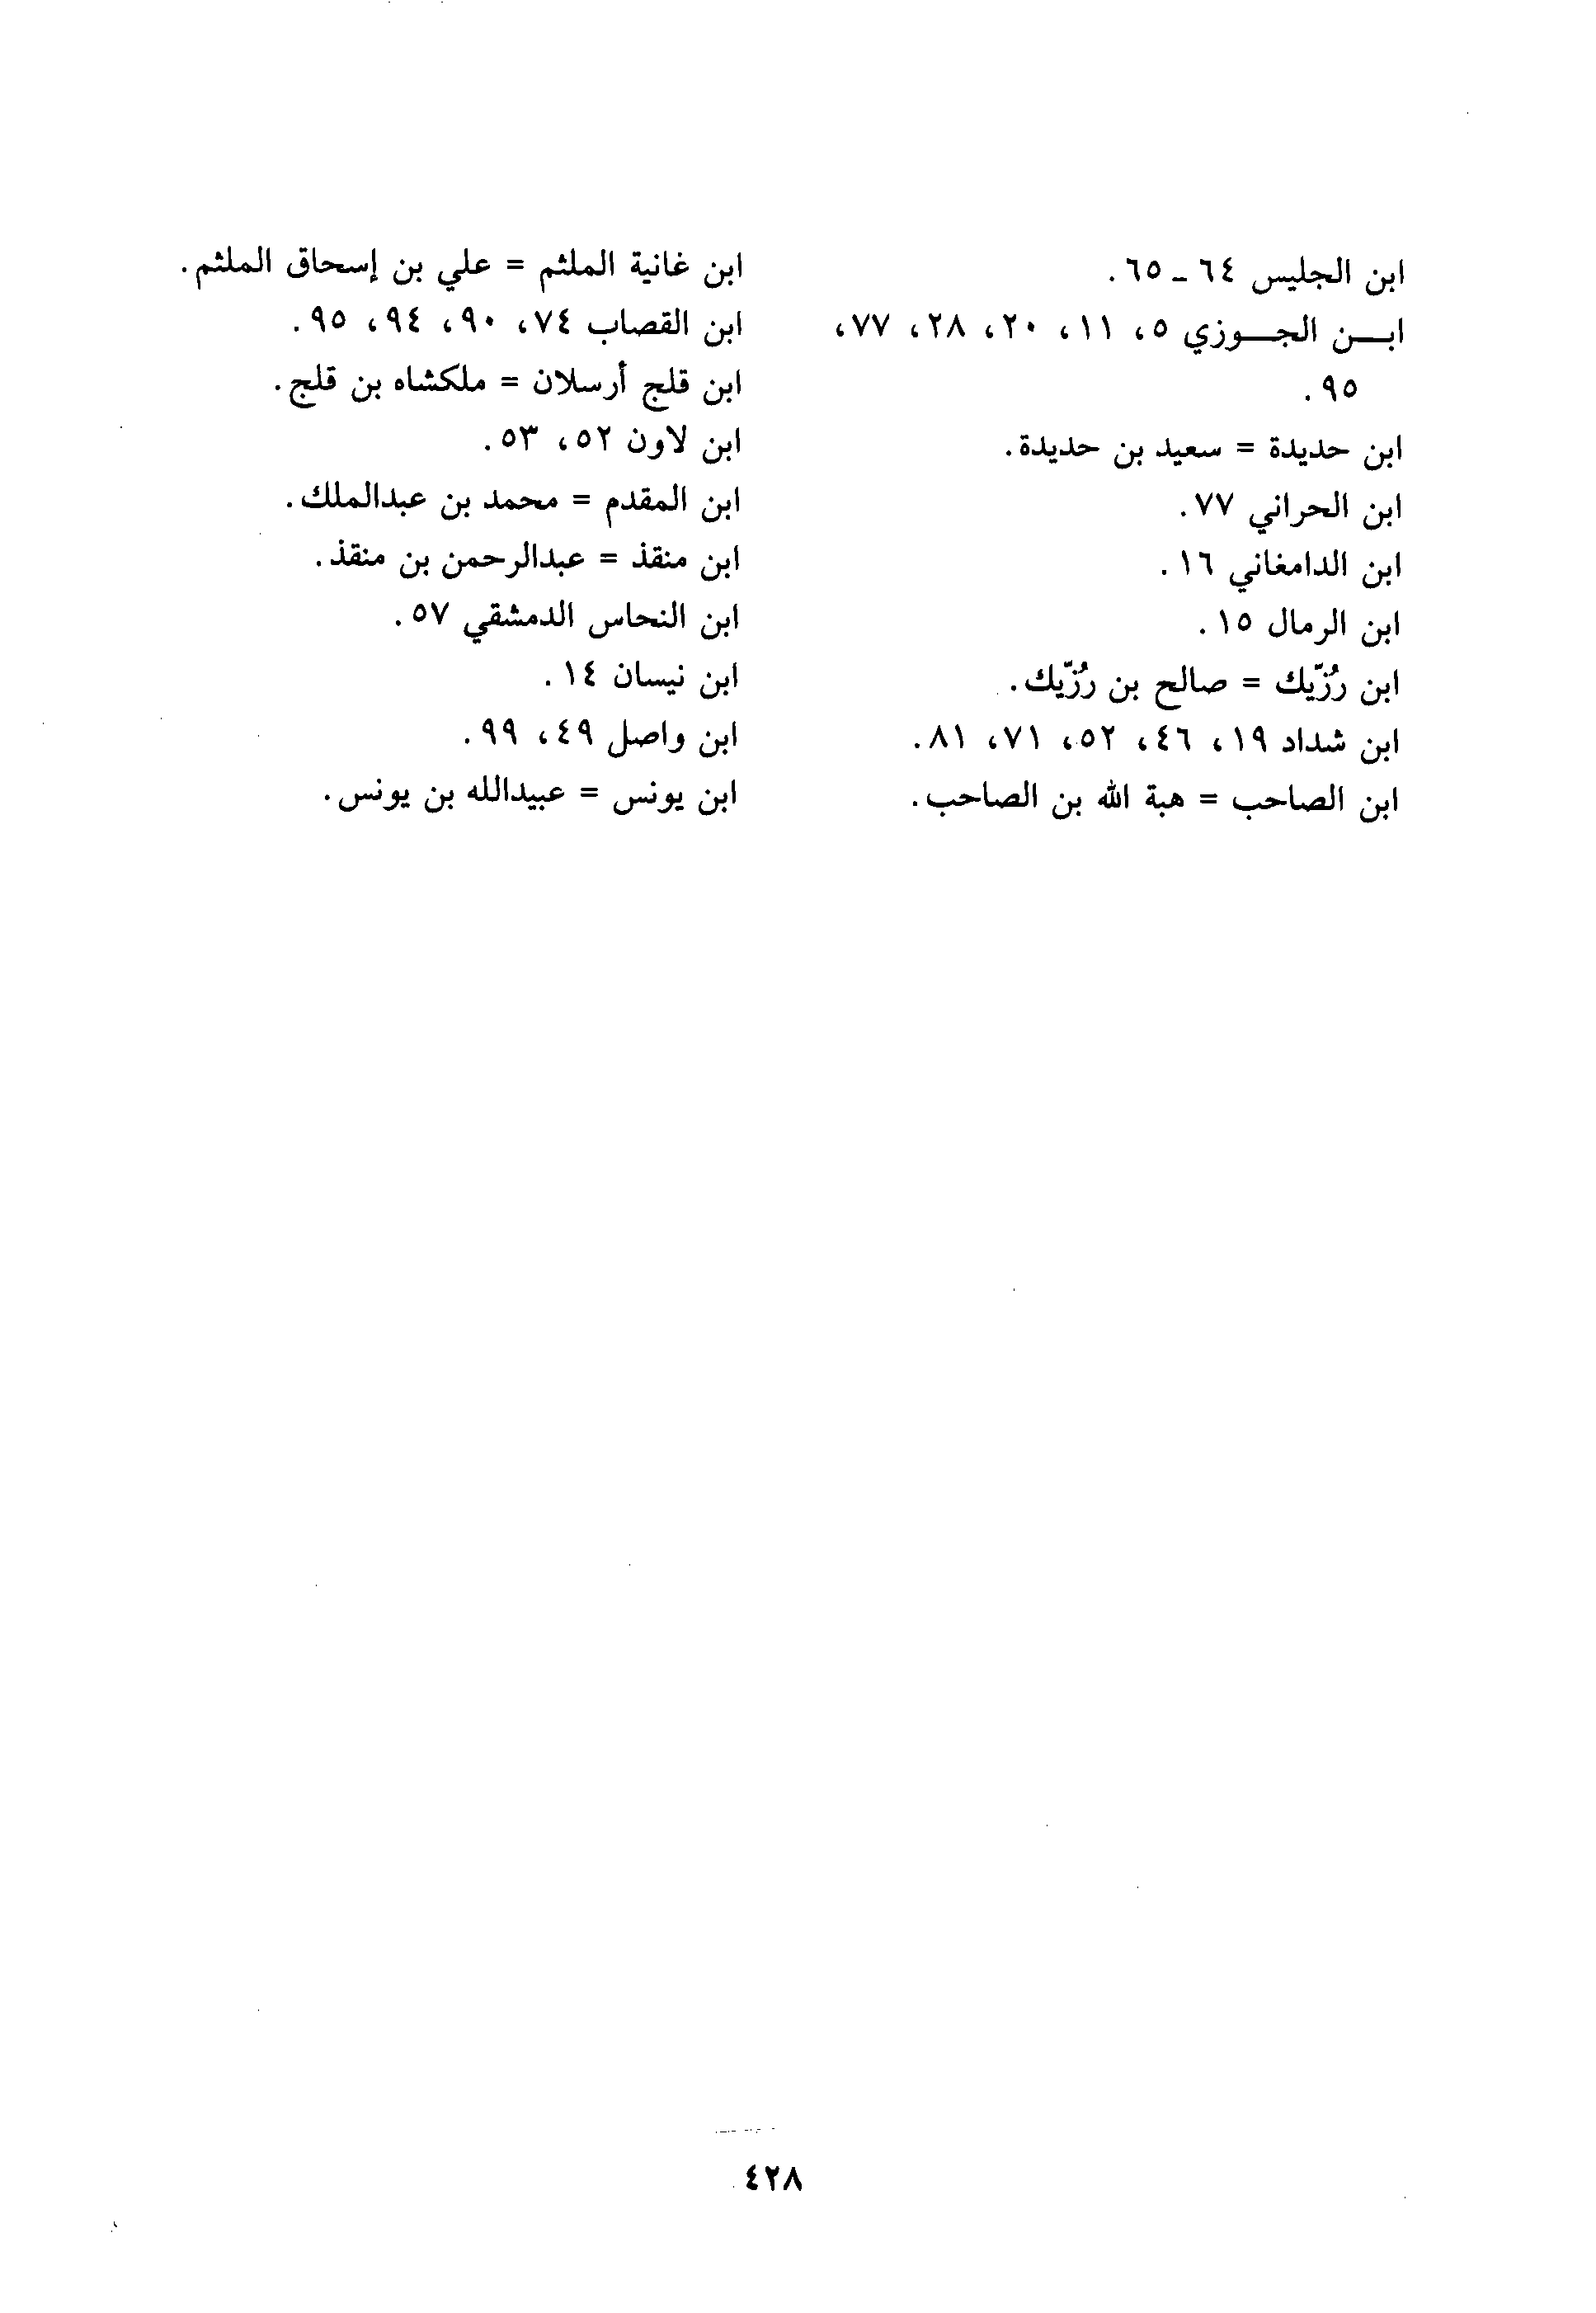 ابن الجليس ٦٤ ـ ٦٥.
ابـــن الجـــوزي ٥، ١١، ٢٠، ٢٨، ٧٧،
٩٥.
ابن حديدة = سعيد بن حديدة.
ابن الحراني ٧٧.
ابن الدامغاني ١٦.
ابن الرمال ١٥.
ابن رُزّيك = صالح بن رُزّيك.
ابن شداد ١٩، ٤٦، ٥٢، ٧١، ٨١.
ابن الصاحب = هبة الله بن الصاحب.
ابن غانية الملثم = علي بن إسحاق الملثم.
ابن القصاب ٧٤، ٩٠، ٩٤، ٩٥.
ابن قلج أرسلان = ملكشاه بن قلج.
ابن لاون ٥٢، ٥٣.
ابن المقدم = محمد بن عبدالملك.
ابن منقذ = عبدالرحمن بن منقذ.
ابن النحاس الدمشقي ٥٧.
ابن نيسان ١٤.
ابن واصل ٤٩، ٩٩.
ابن يونس = عبيدالله بن يونس.
٤٢٨